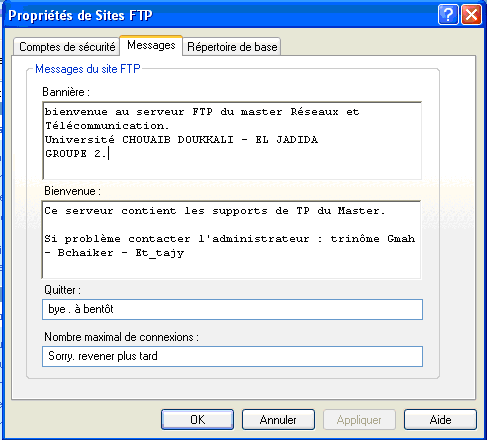 Propriétés de Sites FTP
Comptes de sécurité Messages Répertoire de base
Messages du site FTP
Bannière :
bienvenue au serveur FTP du master Réseaux et
Télécommunication.
Université CHOUAIB DOUKKALI - EL JADIDA
GROUPE 2.
Bienvenue :
Ce serveur contient les supports de TP du Master.
Si problème contacter l'administrateur : trinôme Gmah
- Bchaiker - Et_tajy
Quitter :
bye . à bentôt
Nombre maximal de connexions :
Sorry. revener plus tard
OK Annuler Appliquer Aide